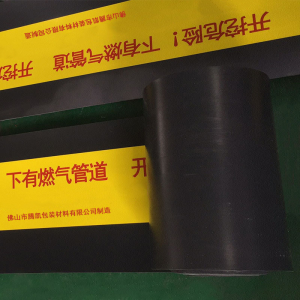 开挖危险！ 下有燃气管道 开挖
佛山市腾凯包装材料有限公司制造
下有燃气管道 开
佛山市腾凯包装材料有限公司制造